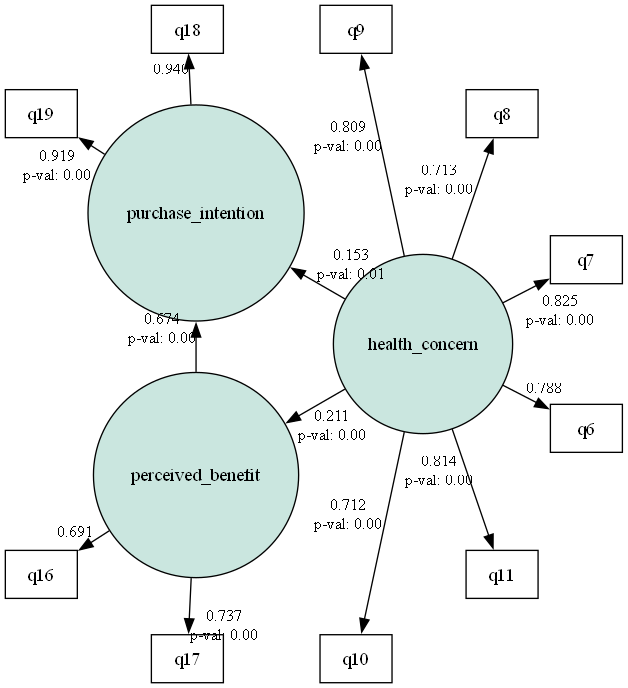 q18
q9
0.940
q19
q8
0.919
p-val: 0.00
0.809
p-val: 0.00
0.713
p-val: 0.00
purchase_intention
0.153
p-val: 0.01
q7
0.825
p-val: 0.00
0.674
p-val: 0.00
health_concern
0.788
q6
0.211
p-val: 0.00
0.814
p-val: 0.00
perceived_benefit
0.712
p-val: 0.00
0.691
q16
q11
0.737
p-val: 0.00
q17
q10